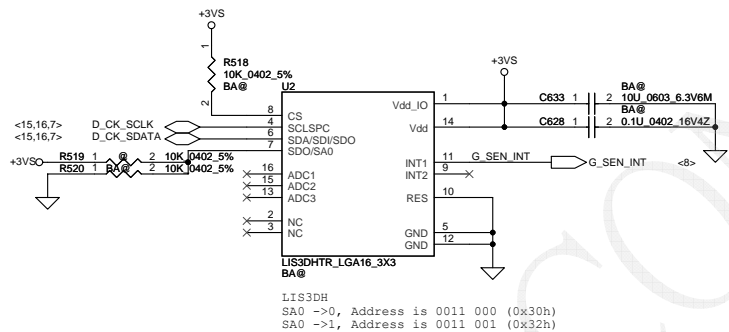 +3VS
1
R518
10K_0402_5%
BA@
2
U2
+3VS
8 CS
<15,16,7> D_CK_SCLK 4 SCLSPC
<15,16,7> D_CK_SDATA 6 SDA/SDI/SDO
7 SDO/SA0
+3VS R519 1 @ 2 10K_0402_5%
R520 1 BA@ 2 10K_0402_5%
16 ADC1
15 ADC2
13 ADC3
2 NC
3 NC
Vdd_IO 1
Vdd 14
INT1 11 G_SEN_INT G_SEN_INT <8>
INT2 9
RES 10
GND 5
GND 12
BA@
C633 1 2 10U_0603_6.3V6M
BA@
C628 1 2 0.1U_0402_16V4Z
LIS3DHTR_LGA16_3X3
BA@
LIS3DH
SA0 ->0, Address is 0011 000 (0x30h)
SA0 ->1, Address is 0011 001 (0x32h)